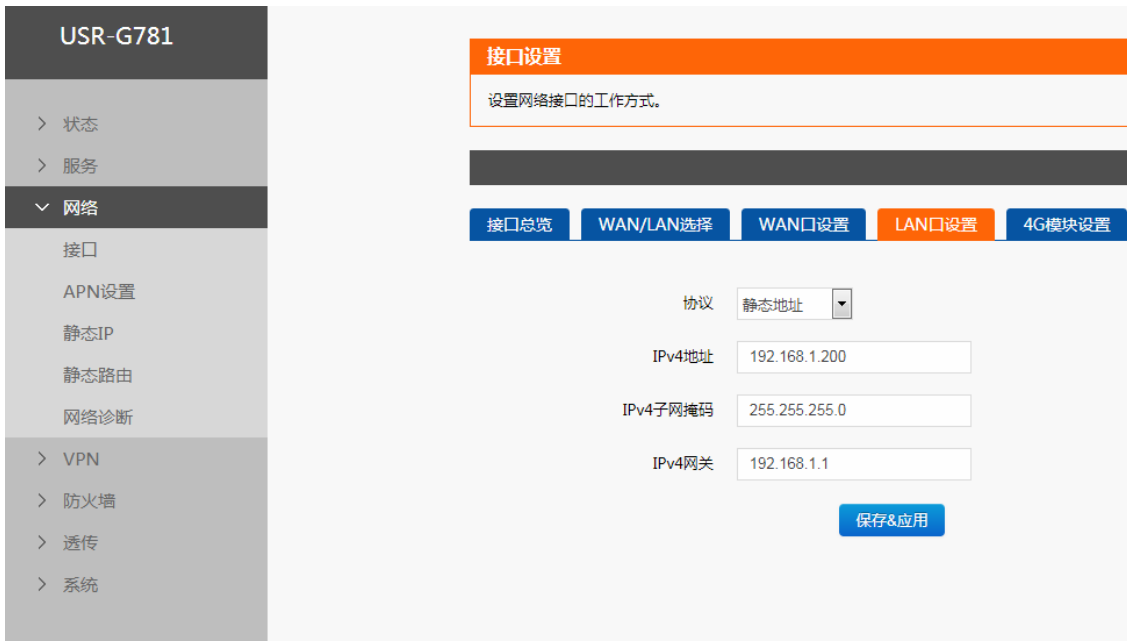 USR-G781
状态
服务
网络
接口
APN设置
静态IP
静态路由
网络诊断
VPN
防火墙
透传
系统
接口设置
设置网络接口的工作方式。
接口总览 WAN/LAN选择 WAN口设置 LAN口设置 4G模块设置
协议 静态地址
IPv4地址 192.168.1.200
IPv4子网掩码 255.255.255.0
IPv4网关 192.168.1.1
保存&应用